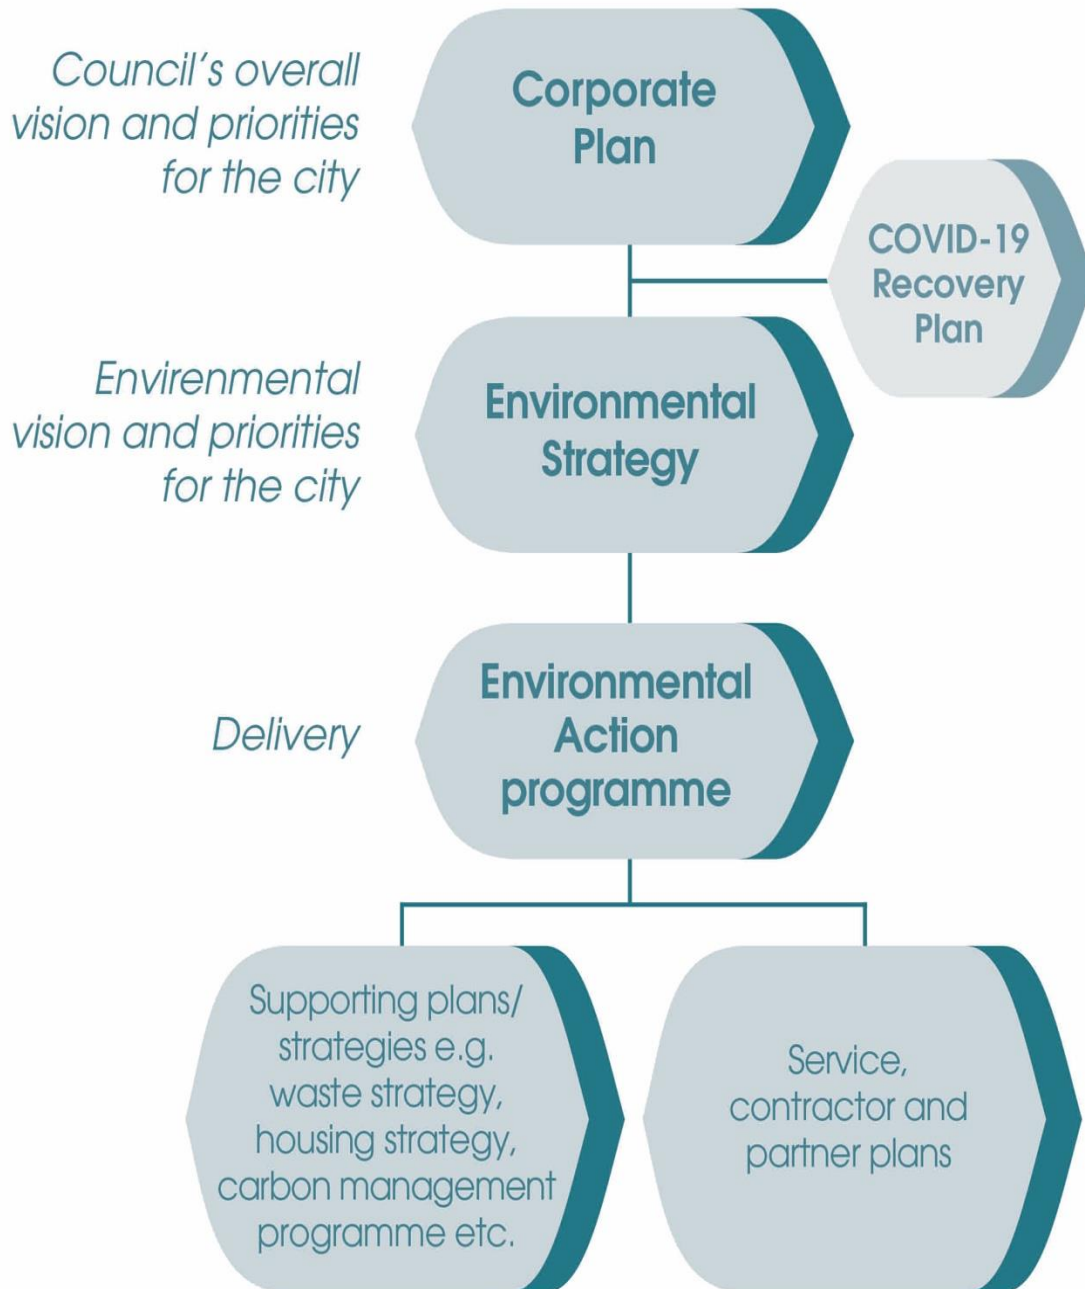 Council's overall
vision and priorities
for the city
Corporate
Plan
COVID-19
Recovery
Plan
Envirenmental
vision and priorities
for the city
Environmental
Strategy
Delivery
Environmental
Action
programme
Supporting plans/
strategies e.g.
waste strategy,
housing strategy,
carbon management
programme etc.
Service,
contractor and
partner plans